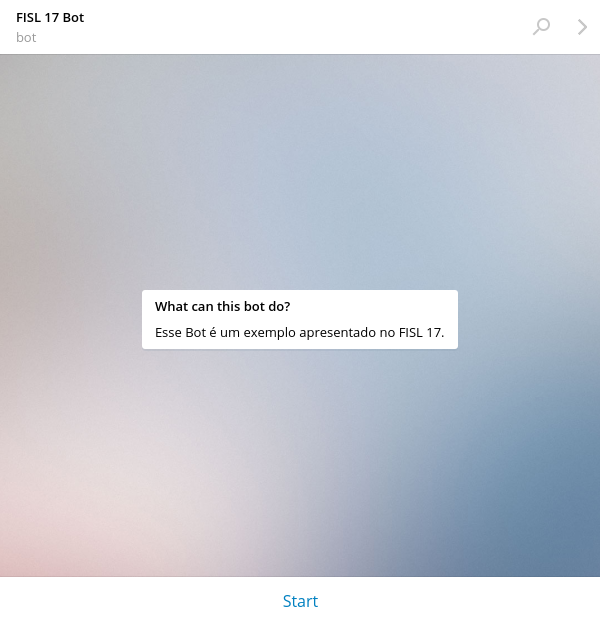 FISL 17 Bot
bot
What can this bot do?
Esse Bot é um exemplo apresentado no FISL 17.
Start